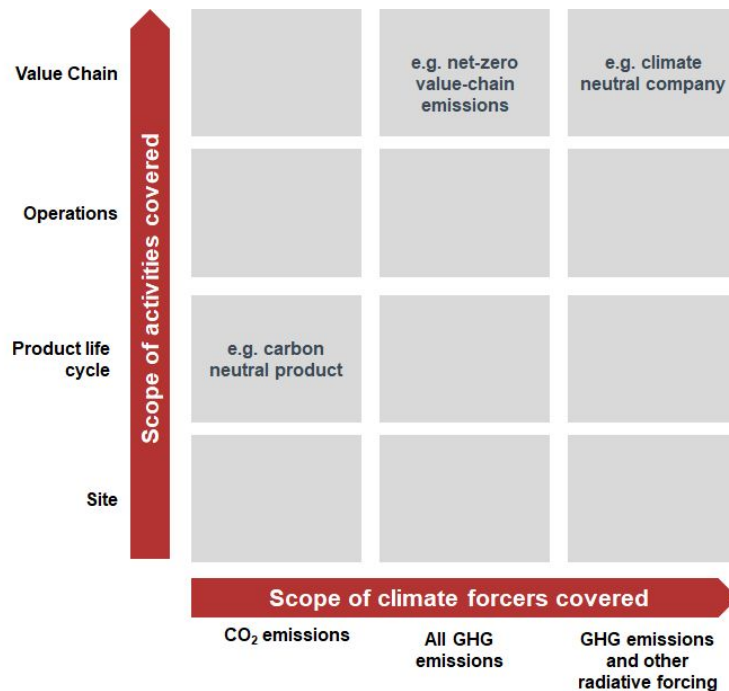 Value Chain
e.g. net-zero
value-chain
emissions
e.g. climate
neutral company
Operations
Product life
cycle
e.g. carbon
neutral product
Site
Scope of activities covered
Scope of climate forcers covered
CO₂ emissions
All GHG
emissions
GHG emissions
and other
radiative forcing